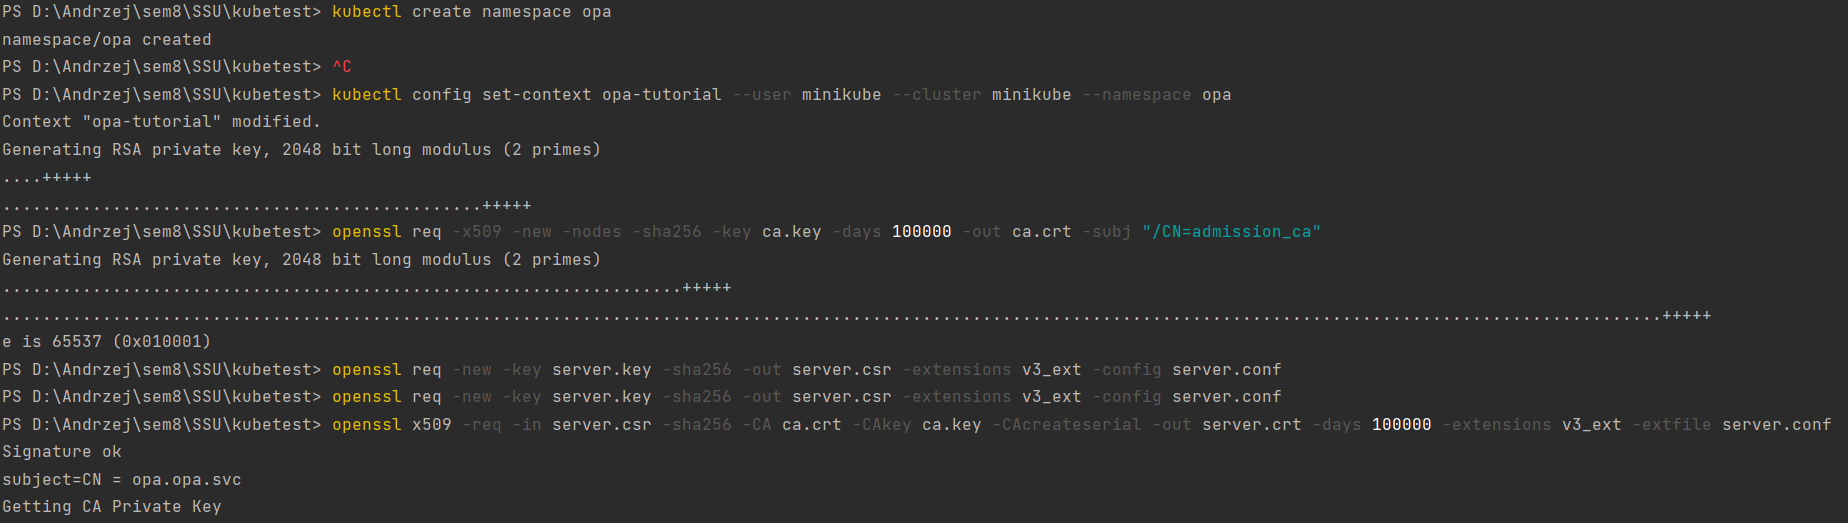 PS D:\Andrzej\sem8\SSU\kubetest> kubectl create namespace opa
namespace/opa created
PS D:\Andrzej\sem8\SSU\kubetest> ^C
PS D:\Andrzej\sem8\SSU\kubetest> kubectl config set-context opa-tutorial --user minikube --cluster minikube --namespace opa
Context "opa-tutorial" modified.
Generating RSA private key, 2048 bit long modulus (2 primes)
....+++++
................................................+++++
PS D:\Andrzej\sem8\SSU\kubetest> openssl req -x509 -new -nodes -sha256 -key ca.key -days 100000 -out ca.crt -subj "/CN=admission_ca"
Generating RSA private key, 2048 bit long modulus (2 primes)
....................................................................+++++
......................................................................................................................................................................+++++
e is 65537 (0x010001)
PS D:\Andrzej\sem8\SSU\kubetest> openssl req -new -key server.key -sha256 -out server.csr -extensions v3_ext -config server.conf
PS D:\Andrzej\sem8\SSU\kubetest> openssl req -new -key server.key -sha256 -out server.csr -extensions v3_ext -config server.conf
PS D:\Andrzej\sem8\SSU\kubetest> openssl x509 -req -in server.csr -sha256 -CA ca.crt -CAkey ca.key -CAcreateserial -out server.crt -days 100000 -extensions v3_ext -extfile server.conf
Signature ok
subject=CN = opa.opa.svc
Getting CA Private Key